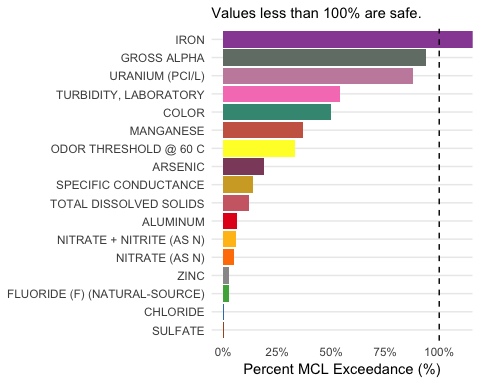 Values less than 100% are safe.
IRON
GROSS ALPHA
URANIUM (PCI/L)
TURBIDITY, LABORATORY
COLOR
MANGANESE
ODOR THRESHOLD @ 60 C
ARSENIC
SPECIFIC CONDUCTANCE
TOTAL DISSOLVED SOLIDS
ALUMINUM
NITRATE + NITRITE (AS N)
NITRATE (AS N)
ZINC
FLUORIDE (F) (NATURAL-SOURCE)
CHLORIDE
SULFATE
0% 25% 50% 75% 100%
Percent MCL Exceedance (%)